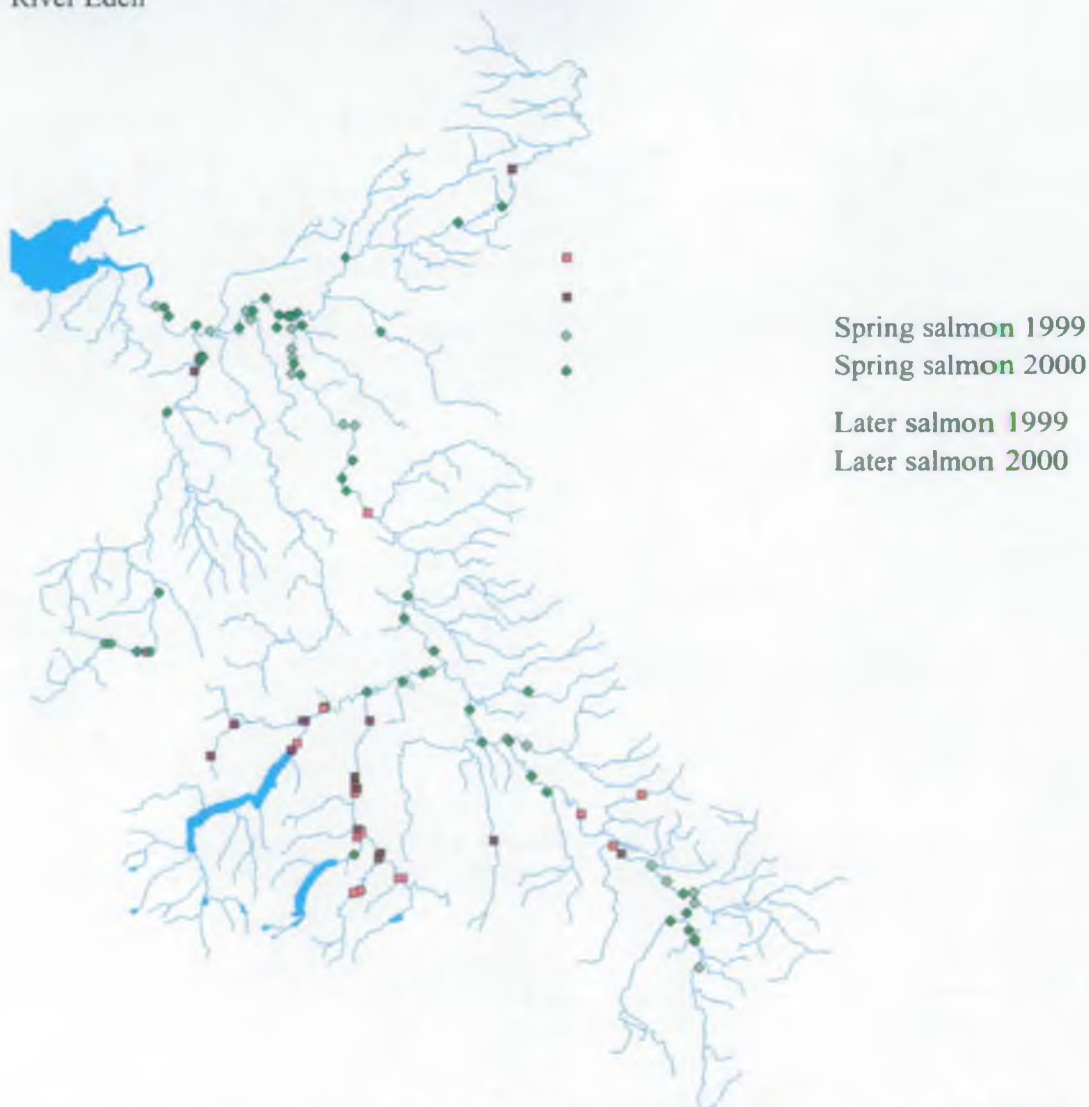 River Eden
Spring salmon 1999
Spring salmon 2000
Later salmon 1999
Later salmon 2000